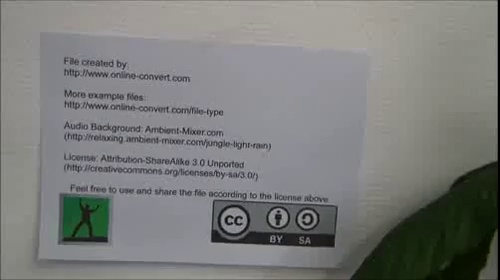 File created by:
http://www.online-convert.com
More example files:
http://www.online-convert.com/file-type
Audio Background: Ambient-Mixer.com
(http://relaxing.ambient-mixer.com/jungle-light-rain)
License: Attribution-ShareAlike 3.0 Unported
(http://creativecommons.org/licenses/by-sa/3.0/)
Feel free to use and share the file according to the license above
CC
BY SA